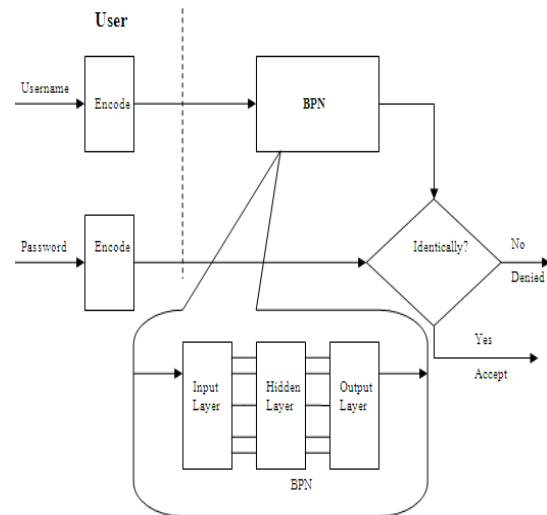 User
Username
Encode
BPN
Password
Encode
Identically?
No
Denied
Yes
Accept
Input
Layer
Hidden
Layer
Output
Layer
BPN